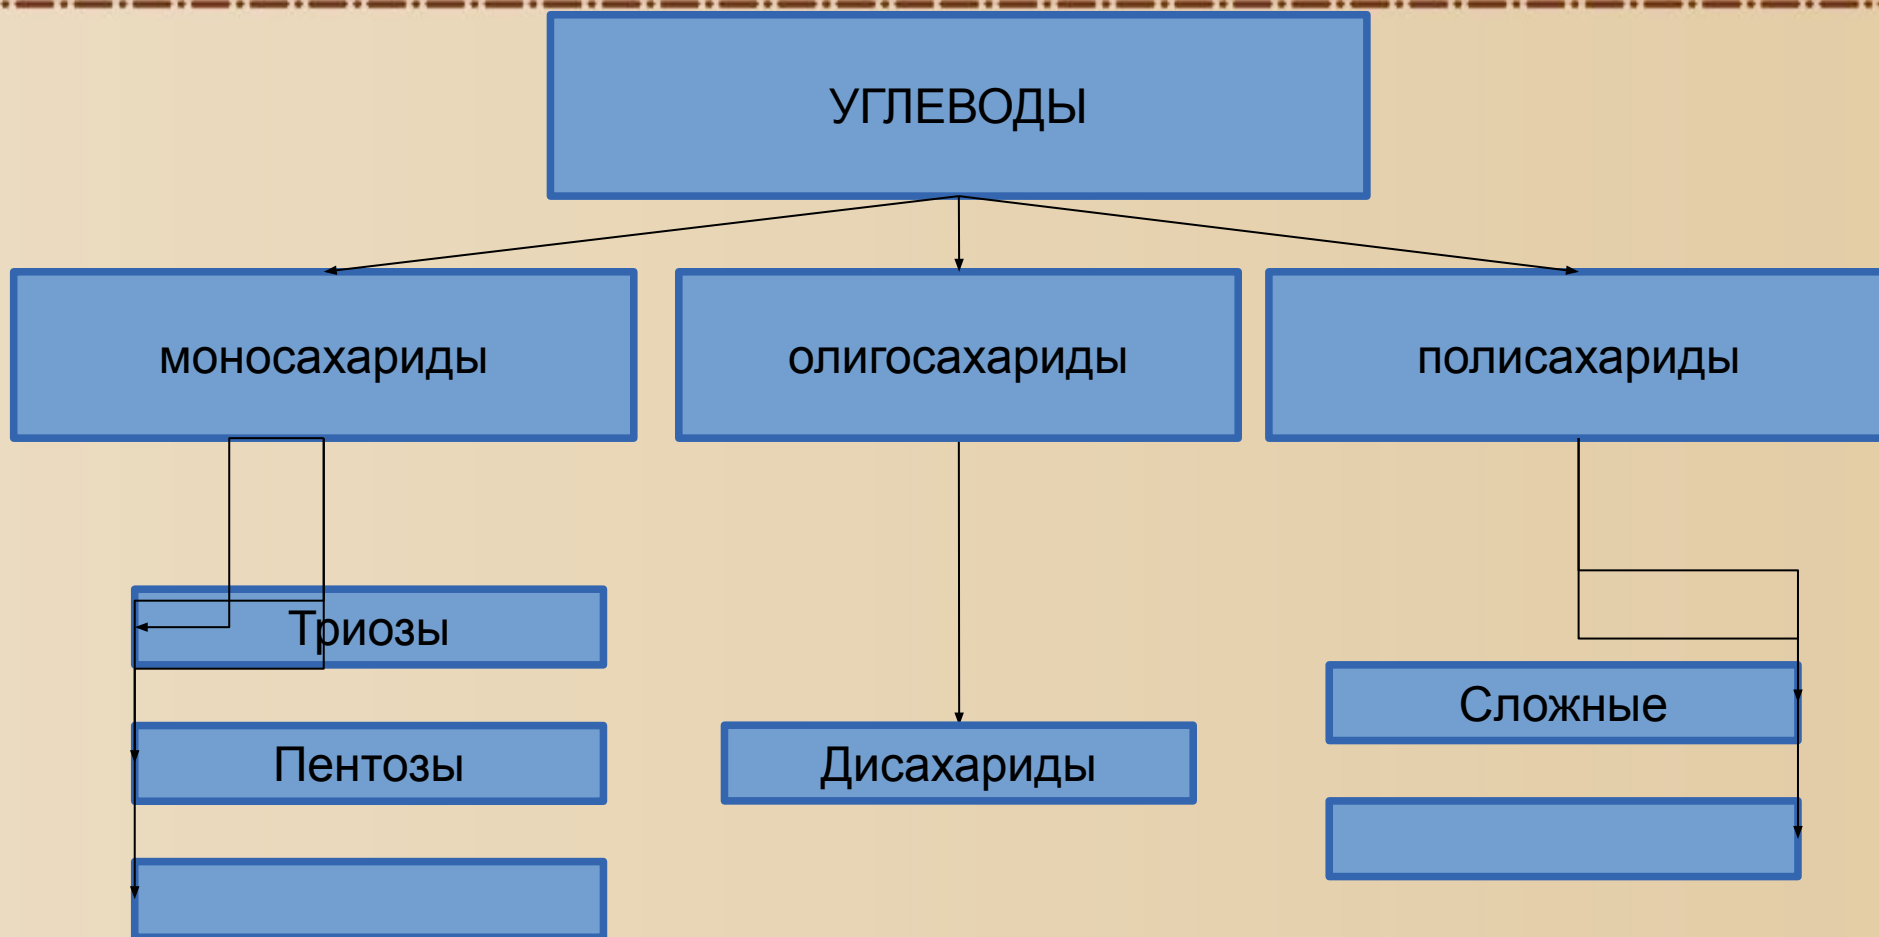 УГЛЕВОДЫ
моносахариды
олигосахариды
полисахариды
Триозы
Пентозы
Дисахариды
Сложные